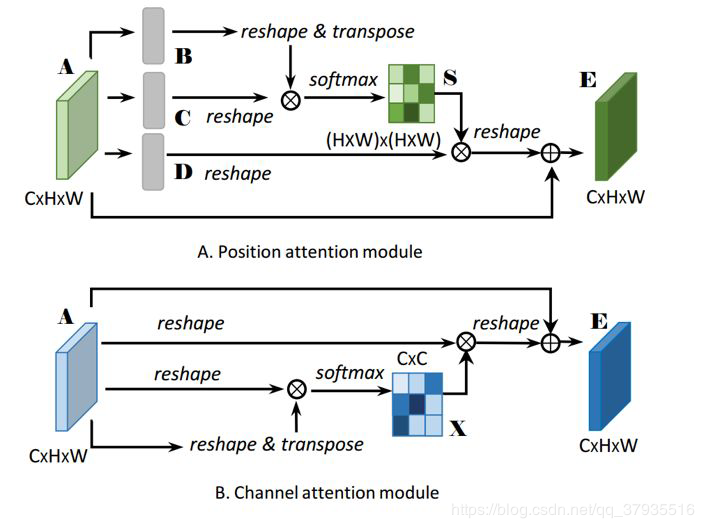 reshape & transpose
B
A
softmax
S
E
C
reshape
(HxW)x(HxW)
reshape
D
reshape
CxHxW
CxHxW
A. Position attention module
A
reshape
reshape
E
CxC
reshape
softmax
X
reshape & transpose
CxHxW
CxHxW
B. Channel attention module
https://blog.csdn.net/qq_37935516